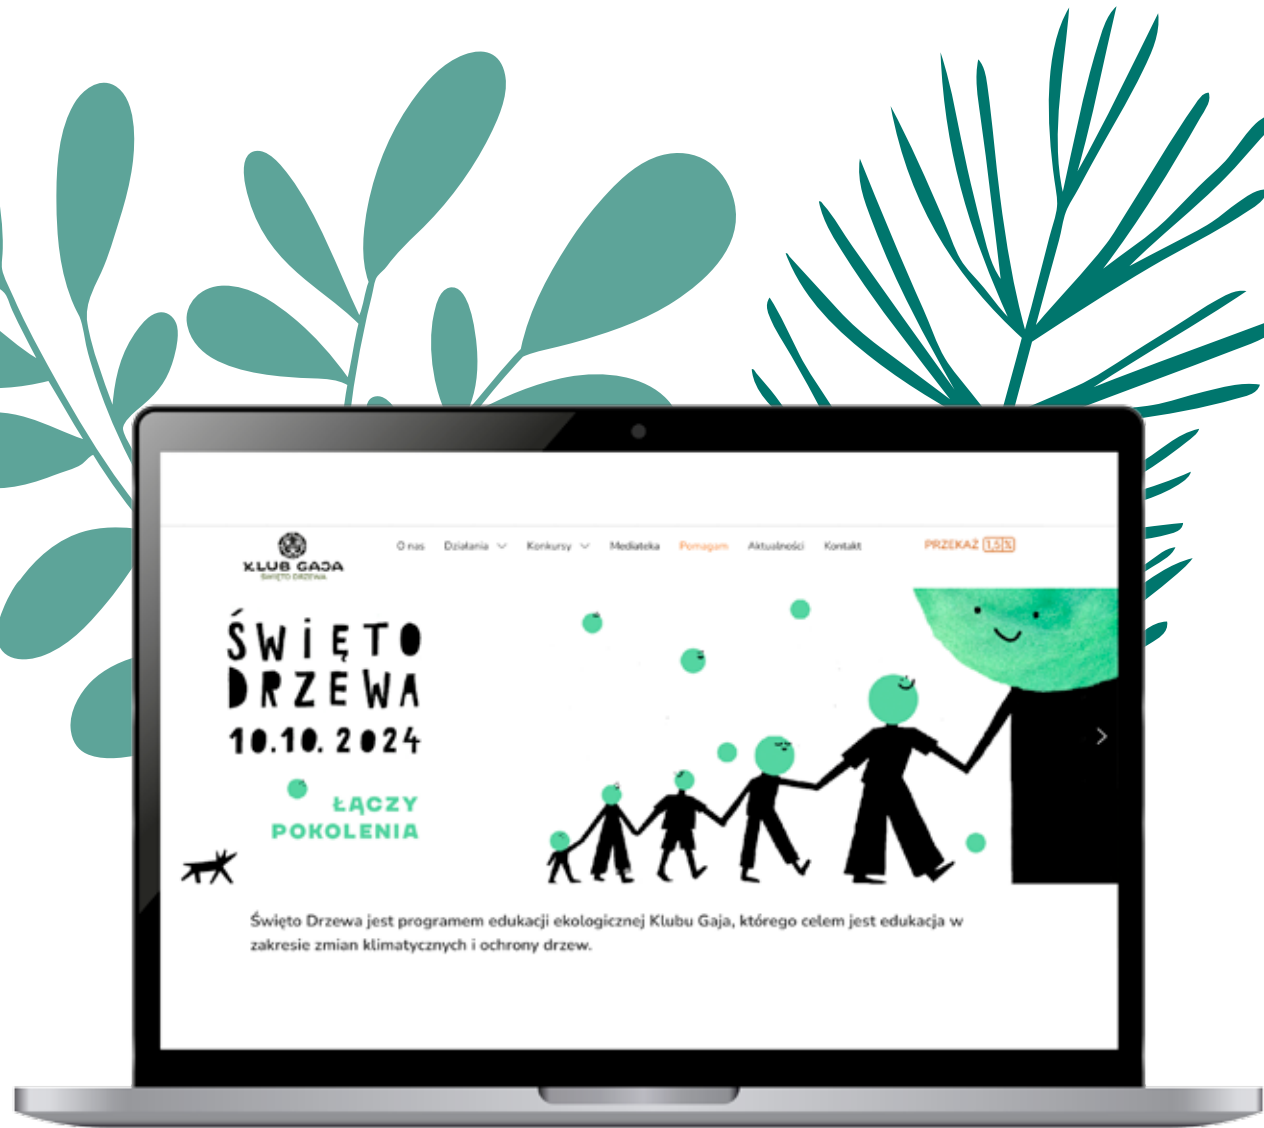 KLUB GAJA
ŚWIĘTO DRZEWA
O nas Działania Konkursy Mediateka Pomagam Aktualności Kontakt
PRZEKAŻ 1,5%
ŚWiĘTO
DRZEWA
10.10.2024
ŁĄCZY
POKOLENIA
Święto Drzewa jest programem edukacji ekologicznej Klubu Gaja, którego celem jest edukacja w
zakresie zmian klimatycznych i ochrony drzew.